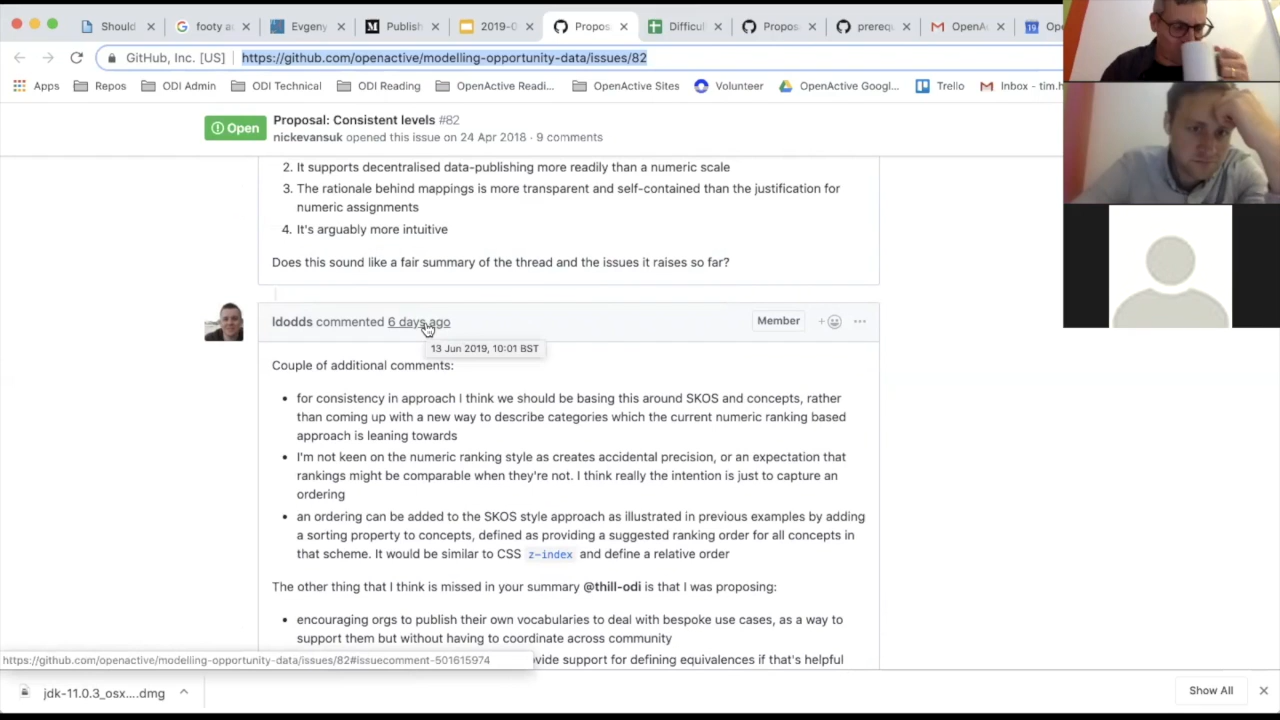 Should
footy a
Evgeny
Publish
2019-0
Propos
Difficul
Propos
prerequ
OpenA
Ope
GitHub, Inc. [US]
https://github.com/openactive/modelling-opportunity-data/issues/82
Apps
Repos
ODI Admin
ODI Technical
ODI Reading
OpenActive Readi...
OpenActive Sites
Volunteer
OpenActive Googl...
Trello
Inbox - tim.h
Open
Proposal: Consistent levels #82
nickevansuk opened this issue on 24 Apr 2018 · 9 comments
2. It supports decentralised data-publishing more readily than a numeric scale
3. The rationale behind mappings is more transparent and self-contained than the justification for
numeric assignments
4. It's arguably more intuitive
Does this sound like a fair summary of the thread and the issues it raises so far?
ldodds commented 6 days ago
Member
13 Jun 2019, 10:01 BST
Couple of additional comments:
• for consistency in approach I think we should be basing this around SKOS and concepts, rather
than coming up with a new way to describe categories which the current numeric ranking based
approach is leaning towards
• I'm not keen on the numeric ranking style as creates accidental precision, or an expectation that
rankings might be comparable when they're not. I think really the intention is just to capture an
ordering
• an ordering can be added to the SKOS style approach as illustrated in previous examples by adding
a sorting property to concepts, defined as providing a suggested ranking order for all concepts in
that scheme. It would be similar to CSS z-index and define a relative order
The other thing that I think is missed in your summary @thill-odi is that I was proposing:
• encouraging orgs to publish their own vocabularies to deal with bespoke use cases, as a way to
support them but without having to coordinate across community
vide support for defining equivalences if that's helpful
https://github.com/openactive/modelling-opportunity-data/issues/82#issuecomment-501615974
jdk-11.0.3_osx....dmg
Show All